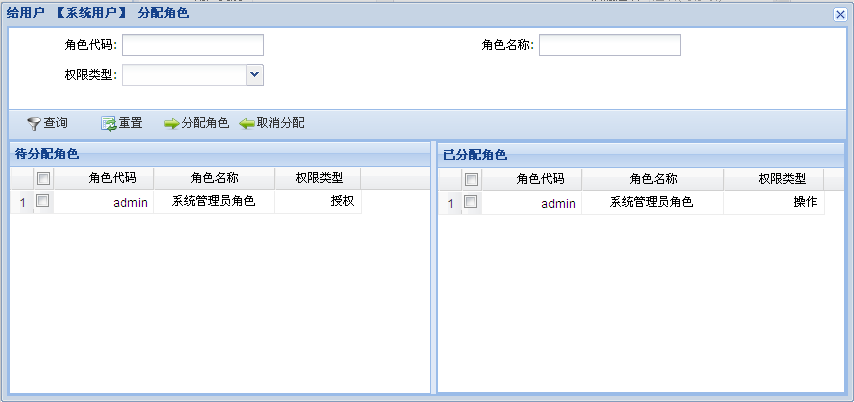 给用户 【系统用户】 分配角色
角色代码: 角色名称:
权限类型:
查询 重置 分配角色 取消分配
待分配角色
角色代码 角色名称 权限类型
1 admin 系统管理员角色 授权
已分配角色
角色代码 角色名称 权限类型
1 admin 系统管理员角色 操作